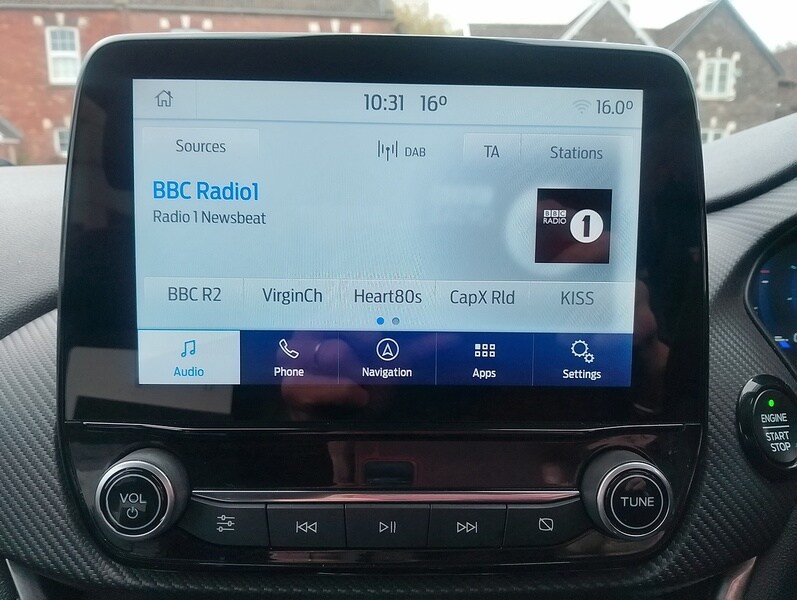 10:31 16º 16.0º
Sources DAB TA Stations
BBC Radio1
Radio 1 Newsbeat
BBC
RADIO 1
BBC R2 VirginCh Heart80s CapX Rld KISS
Audio Phone Navigation Apps Settings
ENGINE
START
STOP
VOL TUNE